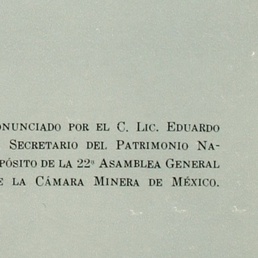 ONUNCIADO POR EL C. LIC. EDUARDO
SECRETARIO DEL PATRIMONIO NA-
PÓSITO DE LA 22ª ASAMBLEA GENERAL
E LA CÁMARA MINERA DE MÉXICO.